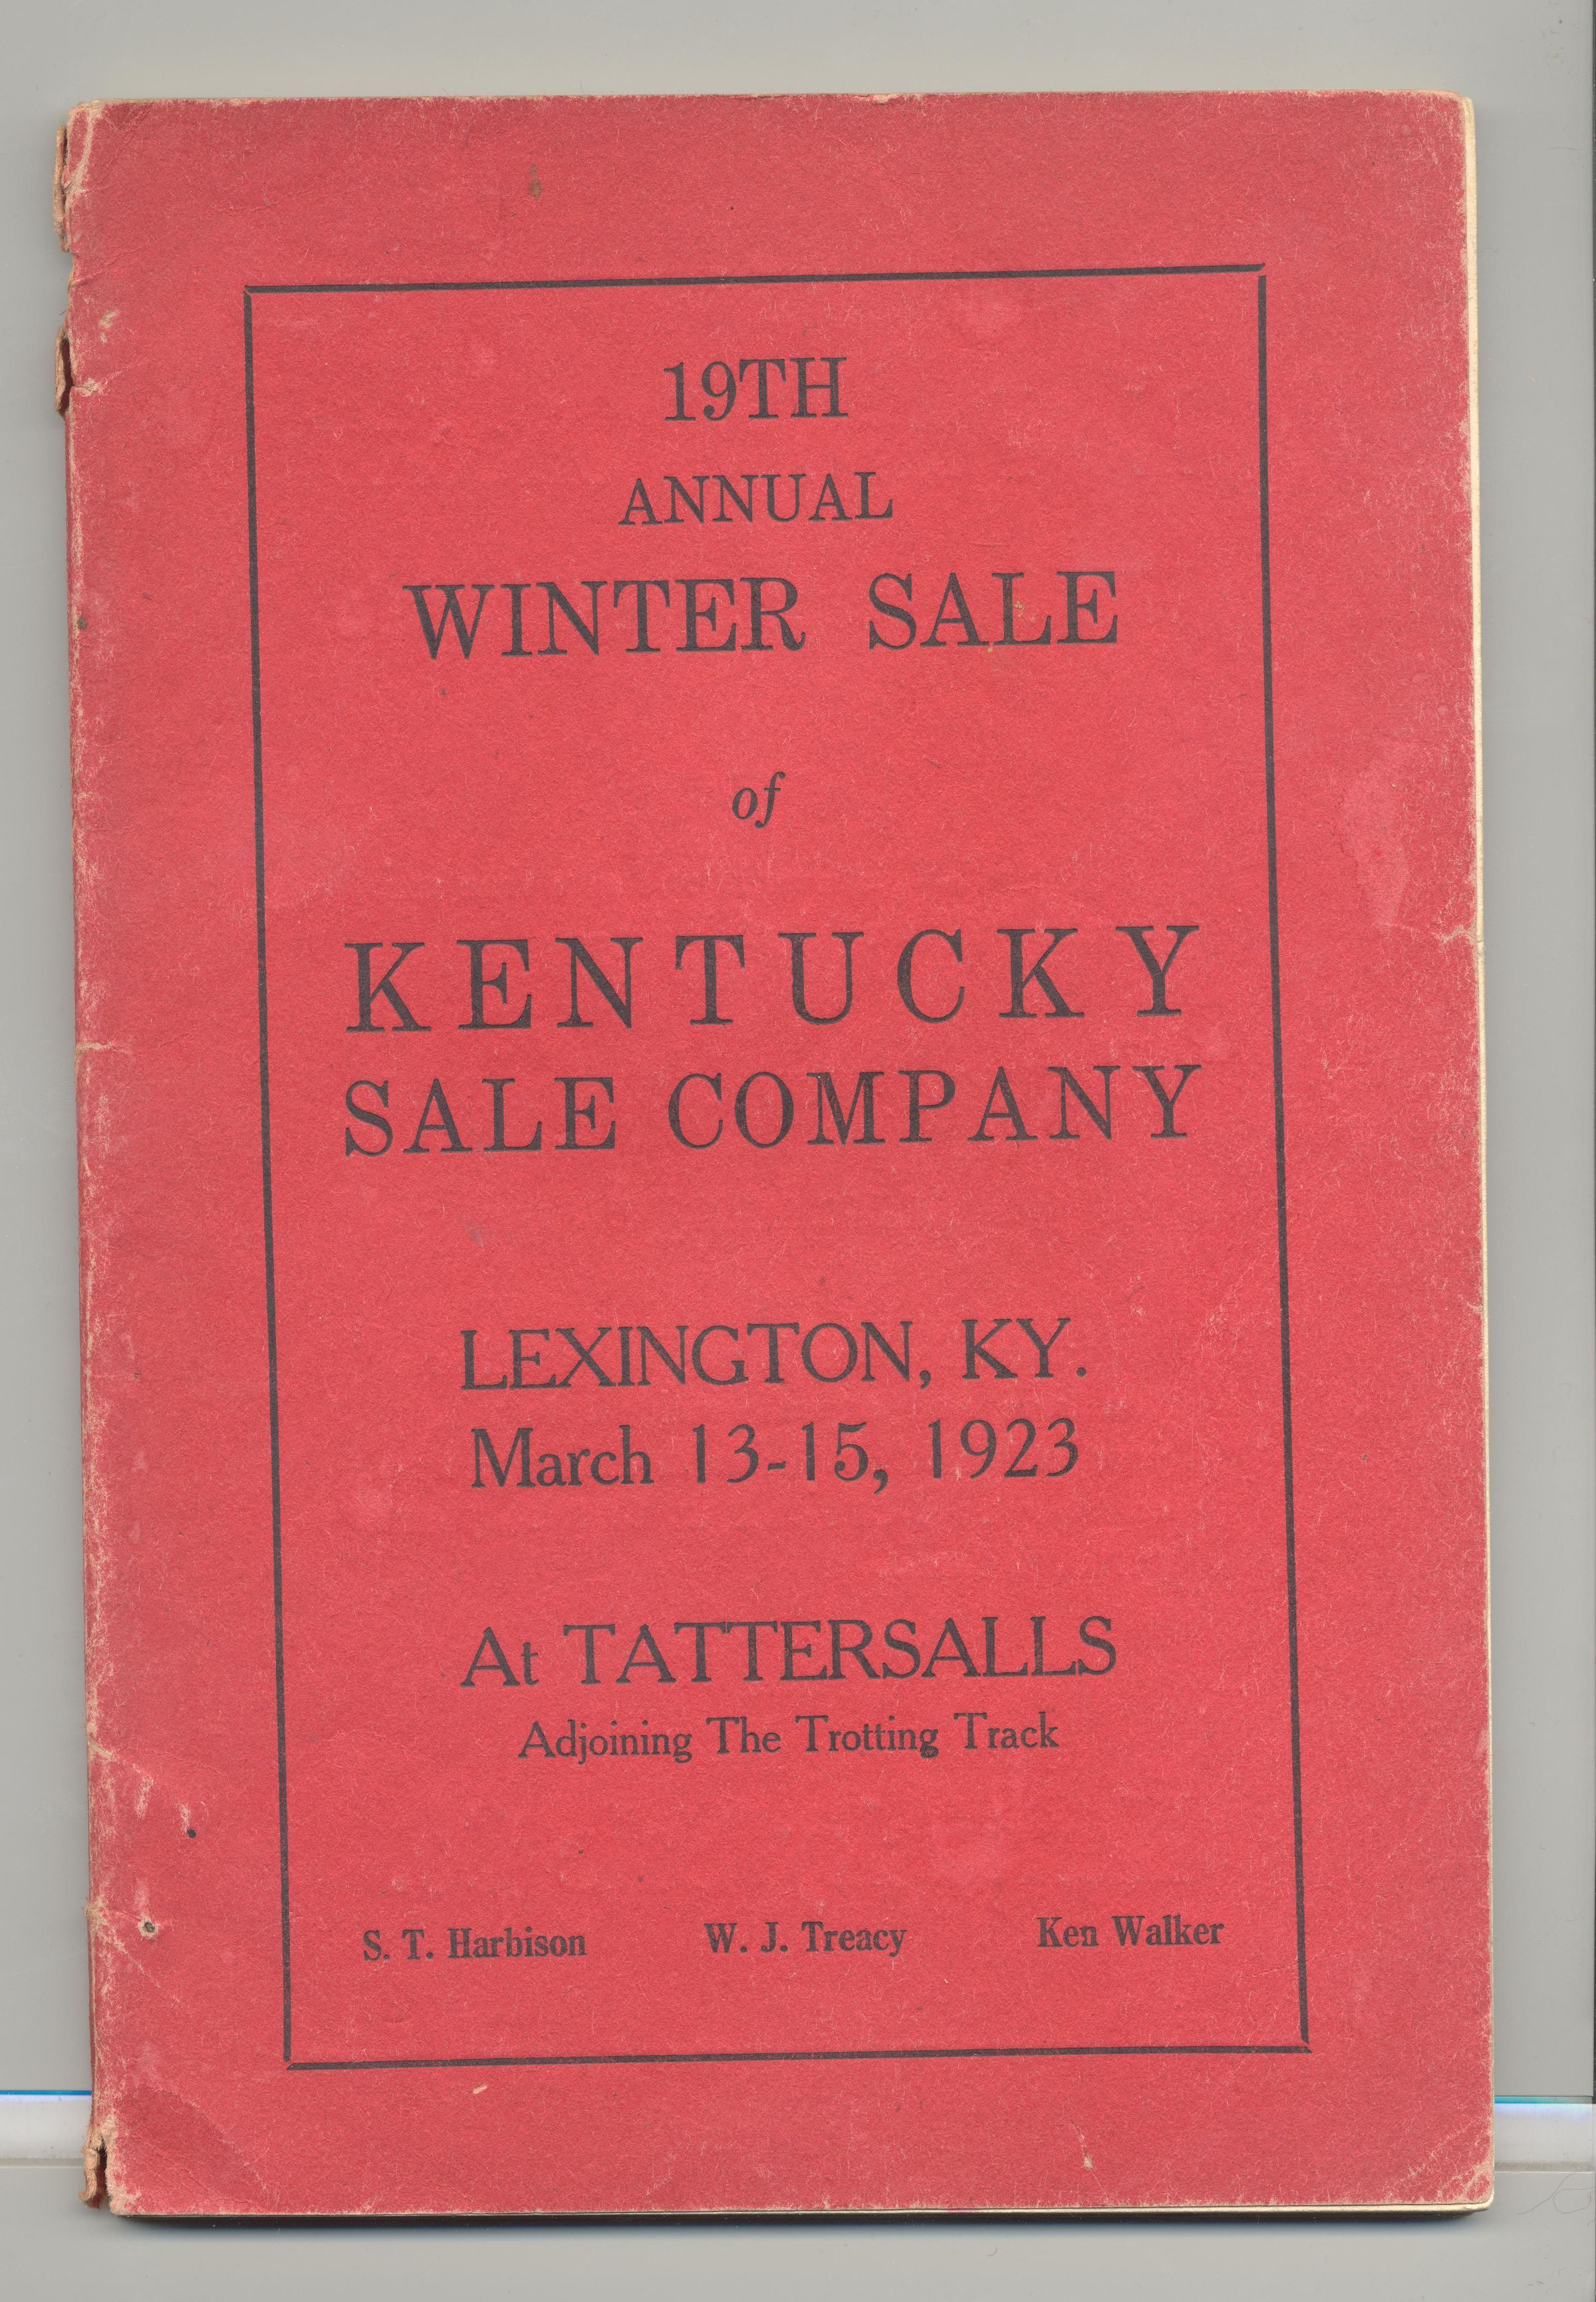 19TH
ANNUAL
WINTER SALE
of
KENTUCKY
SALE COMPANY
LEXINGTON, KY.
March 13-15, 1923
At TATTERSALLS
Adjoining The Trotting Track
S. T. Harbison W. J. Treacy Ken Walker